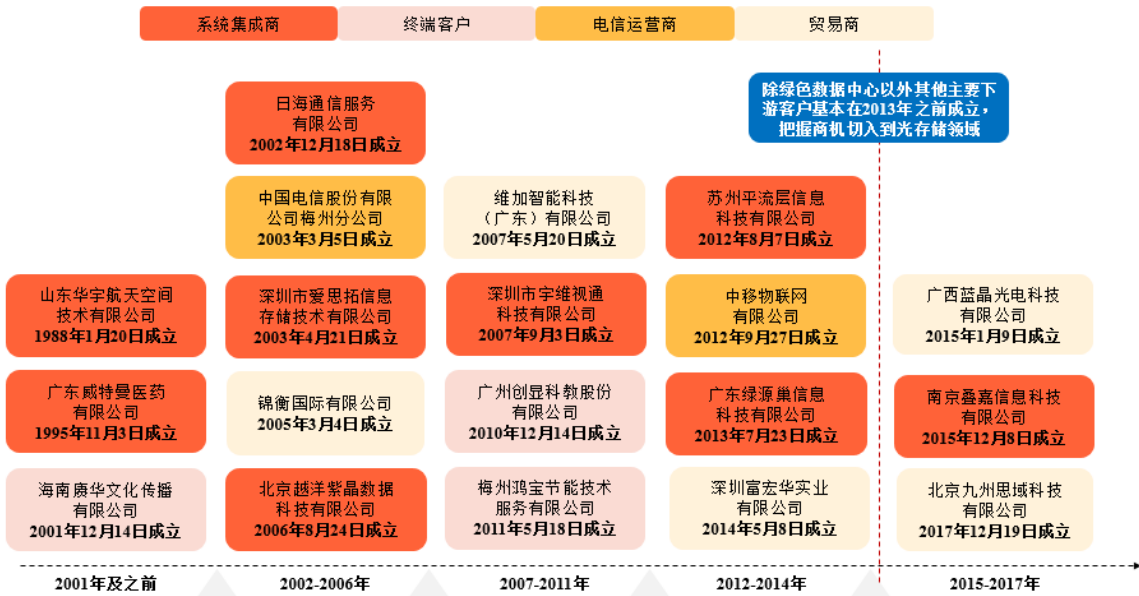 系统集成商
终端客户
电信运营商
贸易商
除绿色数据中心以外其他主要下
游客户基本在2013年之前成立，
把握商机切入到光存储领域
山东华宇航天空间
技术有限公司
1988年1月20日成立
广东威特曼医药
有限公司
1995年11月3日成立
海南赓华文化传播
有限公司
2001年12月14日成立
日海通信服务
有限公司
2002年12月18日成立
中国电信股份有限
公司梅州分公司
2003年3月5日成立
深圳市爱思拓信息
存储技术有限公司
2003年4月21日成立
锦衡国际有限公司
2005年3月4日成立
北京越洋紫晶数据
科技有限公司
2006年8月24日成立
维加智能科技
（广东）有限公司
2007年5月20日成立
深圳市宇维视通
科技有限公司
2007年9月3日成立
广州创显科教股份
有限公司
2010年12月14日成立
梅州鸿宝节能技术
服务有限公司
2011年5月18日成立
苏州平流层信息
科技有限公司
2012年8月7日成立
中移物联网
有限公司
2012年9月27日成立
广东绿源巢信息
科技有限公司
2013年7月23日成立
深圳富宏华实业
有限公司
2014年5月8日成立
广西蓝晶光电科技
有限公司
2015年1月9日成立
南京叠嘉信息科技
有限公司
2015年12月8日成立
北京九州思域科技
有限公司
2017年12月19日成立
2001年及之前
2002-2006年
2007-2011年
2012-2014年
2015-2017年